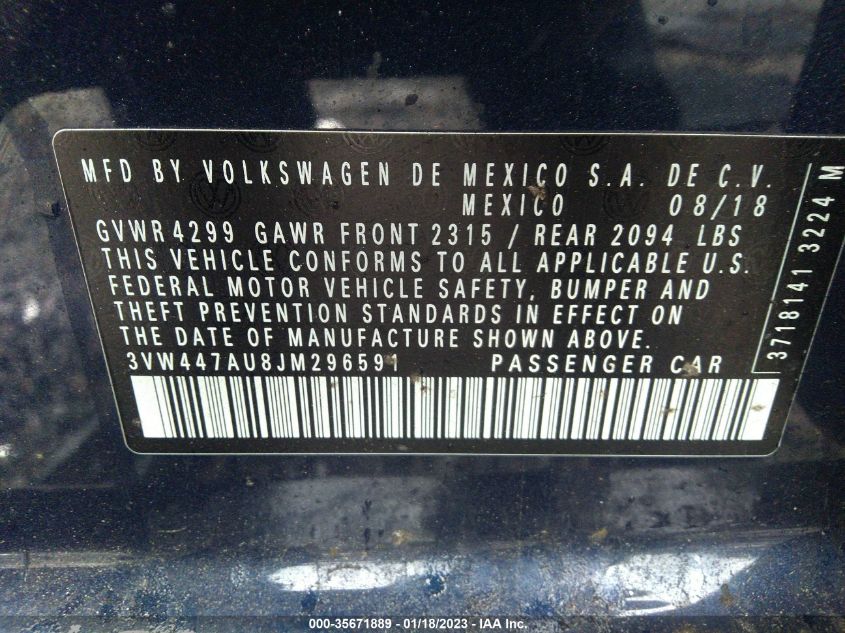 MFD BY VOLKSWAGEN DE MEXICO S.A. DE C.V.
MEXICO 08/18
GVWR 4299 GAWR FRONT 2315 / REAR 2094 LBS
THIS VEHICLE CONFORMS TO ALL APPLICABLE U.S.
FEDERAL MOTOR VEHICLE SAFETY, BUMPER AND
THEFT PREVENTION STANDARDS IN EFFECT ON
THE DATE OF MANUFACTURE SHOWN ABOVE.
3VW447AU8JM296591 PASSENGER CAR
3718141 3224 M
000-35671889 - 01/18/2023 - IAA Inc.